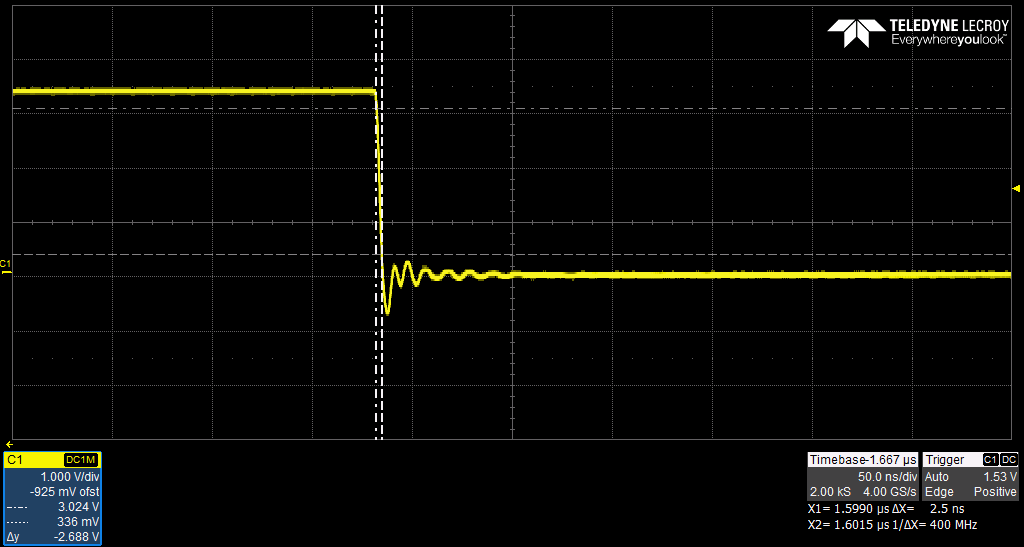 TELEDYNE LECROY
Everywhereyoulook™
C1
C1 DC1M
1.000 V/div
-925 mV ofst
3.024 V
336 mV
Δy -2.688 V
Timebase -1.667 µs
50.0 ns/div
2.00 kS 4.00 GS/s
Trigger C1 DC
Auto 1.53 V
Edge Positive
X1= 1.5990 µs ΔX= 2.5 ns
X2= 1.6015 µs 1/ΔX= 400 MHz